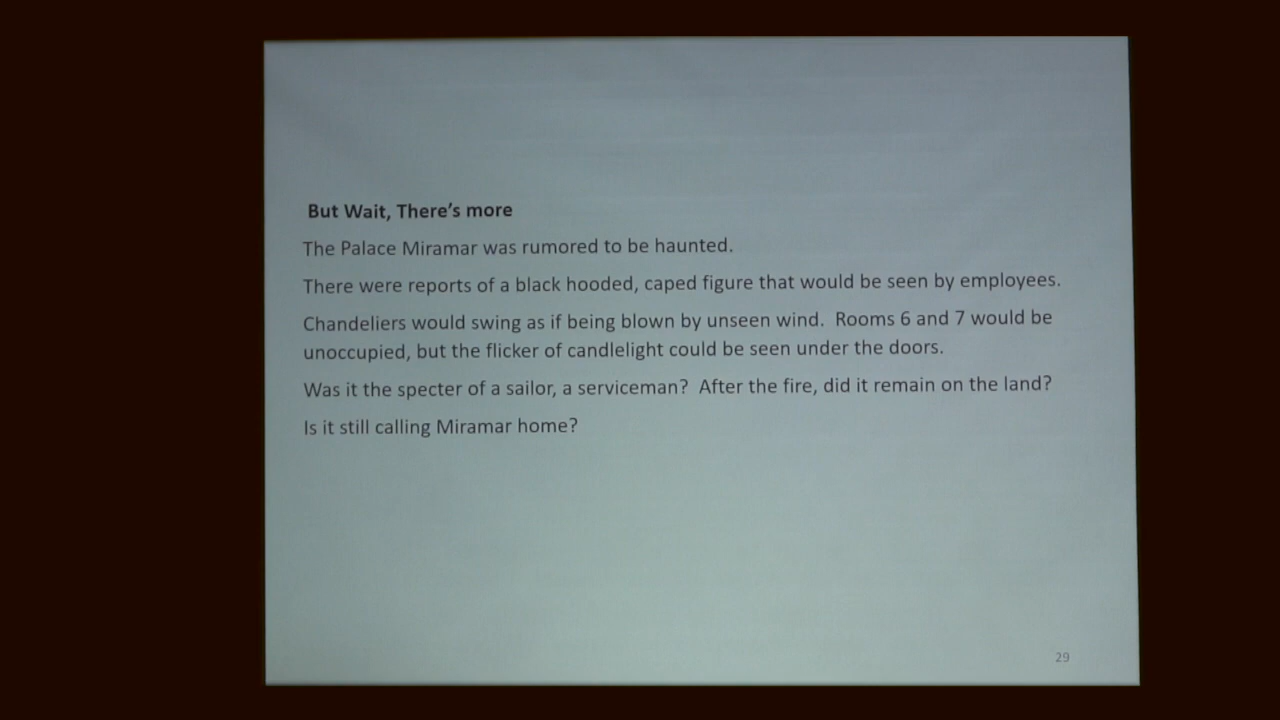 But Wait, There's more
The Palace Miramar was rumored to be haunted.
There were reports of a black hooded, caped figure that would be seen by employees.
Chandeliers would swing as if being blown by unseen wind.  Rooms 6 and 7 would be
unoccupied, but the flicker of candlelight could be seen under the doors.
Was it the specter of a sailor, a serviceman?  After the fire, did it remain on the land?
Is it still calling Miramar home?
29